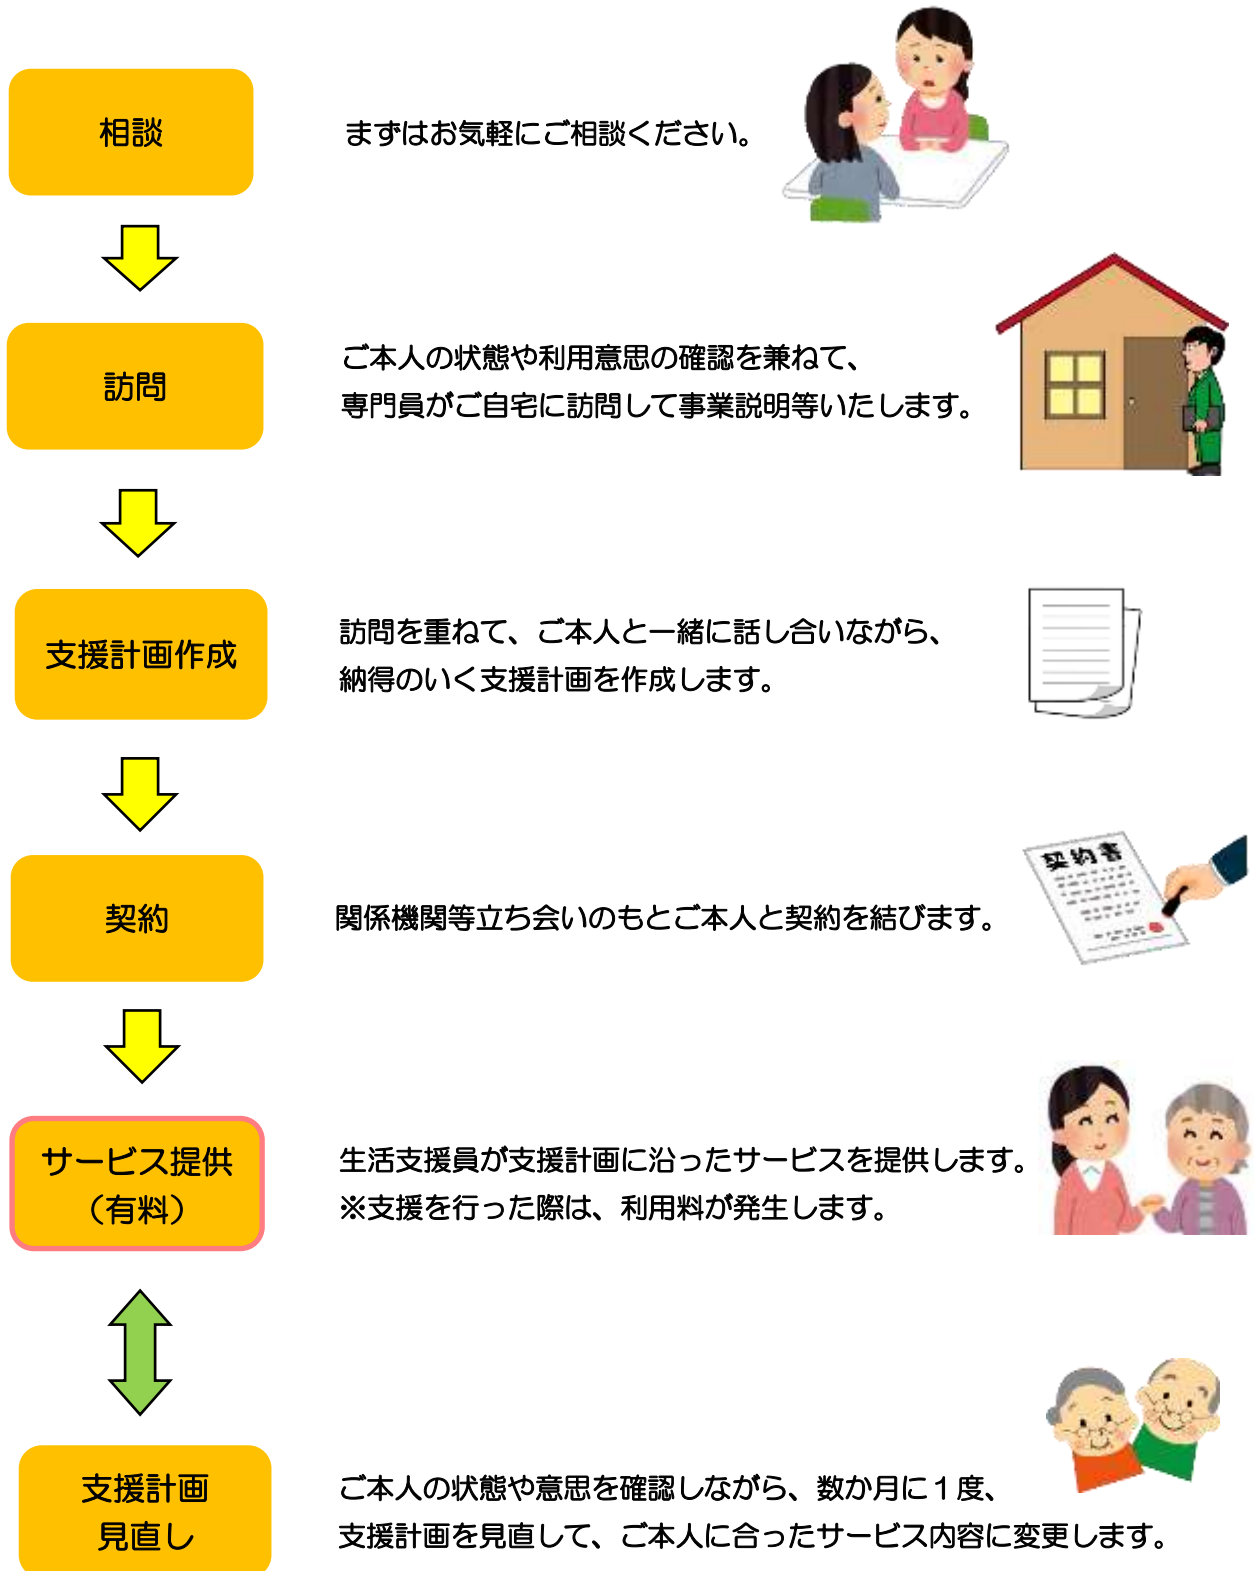 相談
まずはお気軽にご相談ください。
訪問
ご本人の状態や利用意思の確認を兼ねて、
専門員がご自宅に訪問して事業説明等いたします。
支援計画作成
訪問を重ねて、ご本人と一緒に話し合いながら、
納得のいく支援計画を作成します。
契約
関係機関等立ち会いのもとご本人と契約を結びます。
契約書
サービス提供
（有料）
生活支援員が支援計画に沿ったサービスを提供します。
※支援を行った際は、利用料が発生します。
支援計画
見直し
ご本人の状態や意思を確認しながら、数か月に１度、
支援計画を見直して、ご本人に合ったサービス内容に変更します。